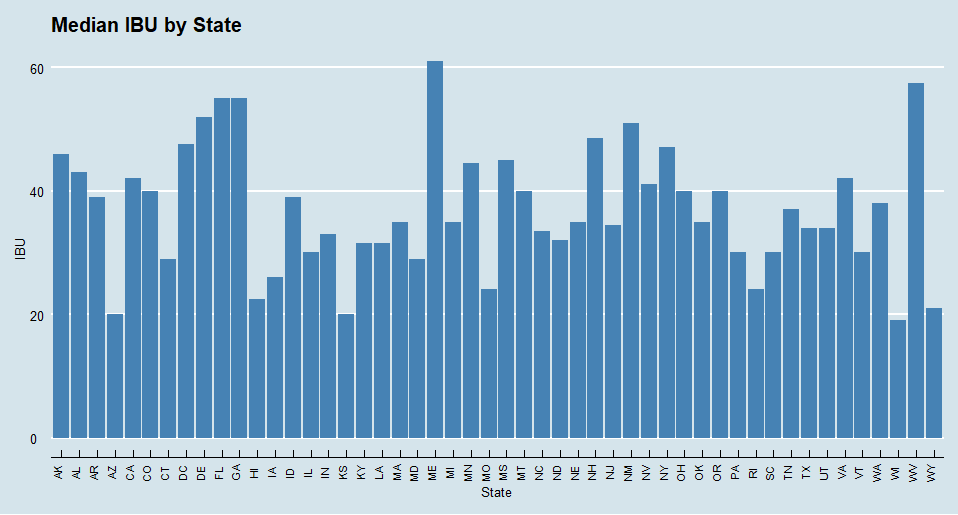 Median IBU by State
60
40
20
0
IBU
AK AL AR AZ CA CO CT DC DE FL GA HI IA ID IL IN KS KY LA MA MD ME MI MN MO MS MT NC ND NE NH NJ NM NV NY OH OK OR PA RI SC TN TX UT VA VT WA WI WV WY
State